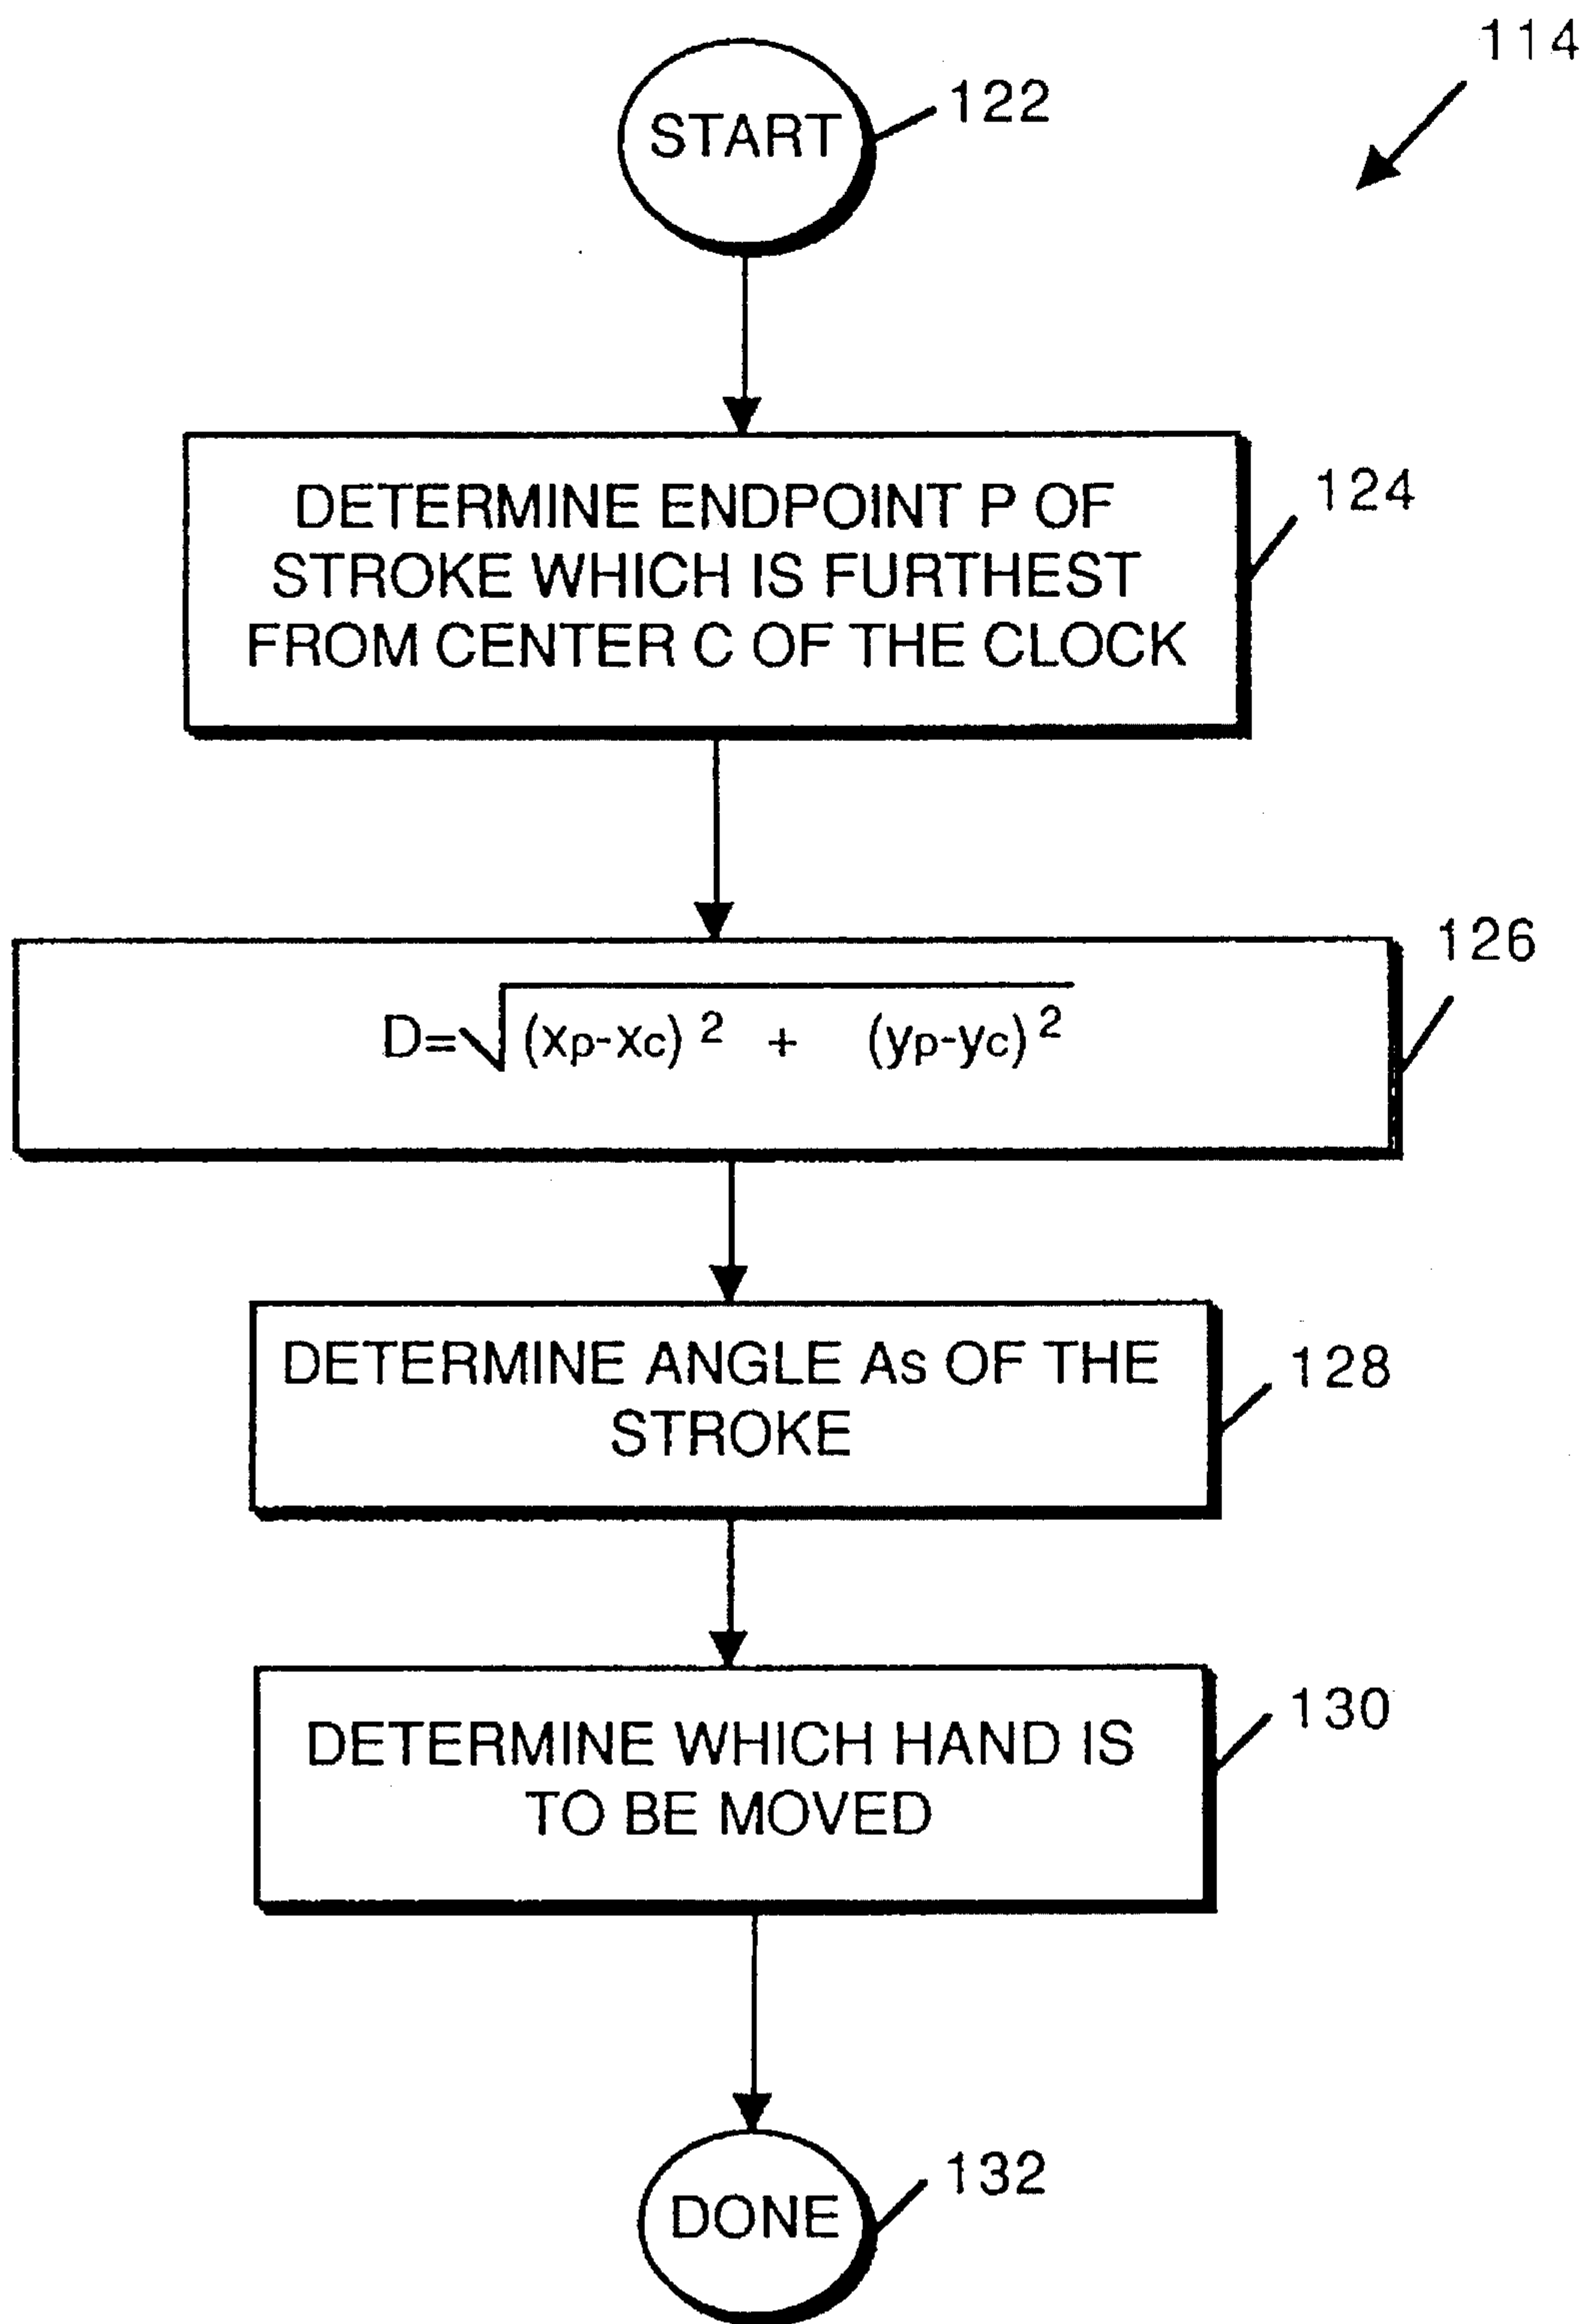 114
START
122
DETERMINE ENDPOINT P OF
STROKE WHICH IS FURTHEST
FROM CENTER C OF THE CLOCK
124
126
D=√(xp-xc)² + (yp-yc)²
DETERMINE ANGLE As OF THE
STROKE
128
DETERMINE WHICH HAND IS
TO BE MOVED
130
DONE
132